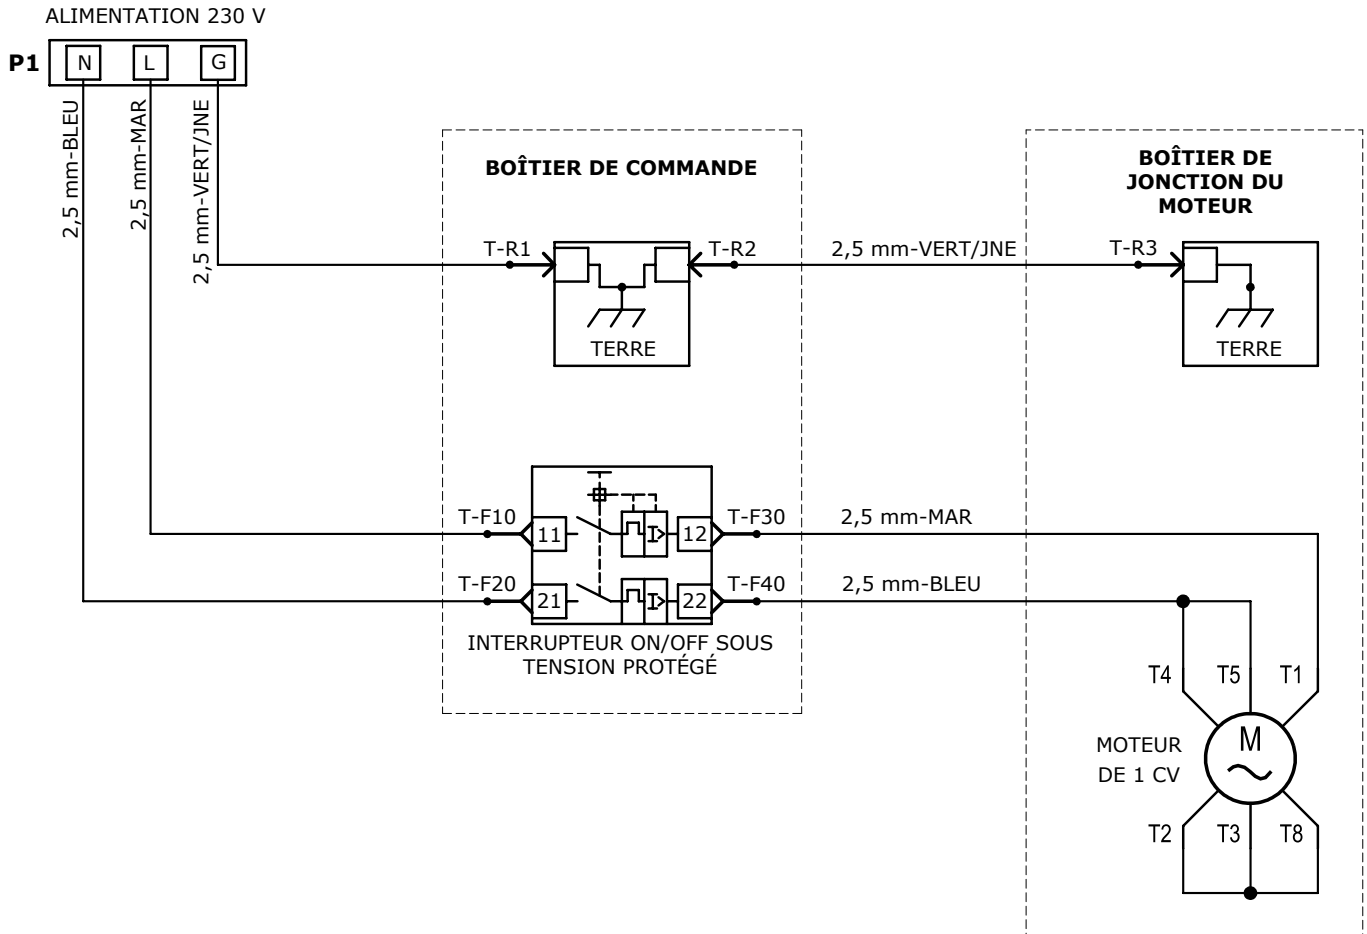 ALIMENTATION 230 V
P1 N L G
2,5 mm-BLEU
2,5 mm-MAR
2,5 mm-VERT/JNE
BOÎTIER DE COMMANDE
BOÎTIER DE
JONCTION DU
MOTEUR
T-R1 T-R2 2,5 mm-VERT/JNE T-R3
TERRE TERRE
T-F10 11 I> 12 T-F30 2,5 mm-MAR
T-F20 21 I> 22 T-F40 2,5 mm-BLEU
INTERRUPTEUR ON/OFF SOUS
TENSION PROTÉGÉ
T4 T5 T1
MOTEUR
DE 1 CV
M
T2 T3 T8